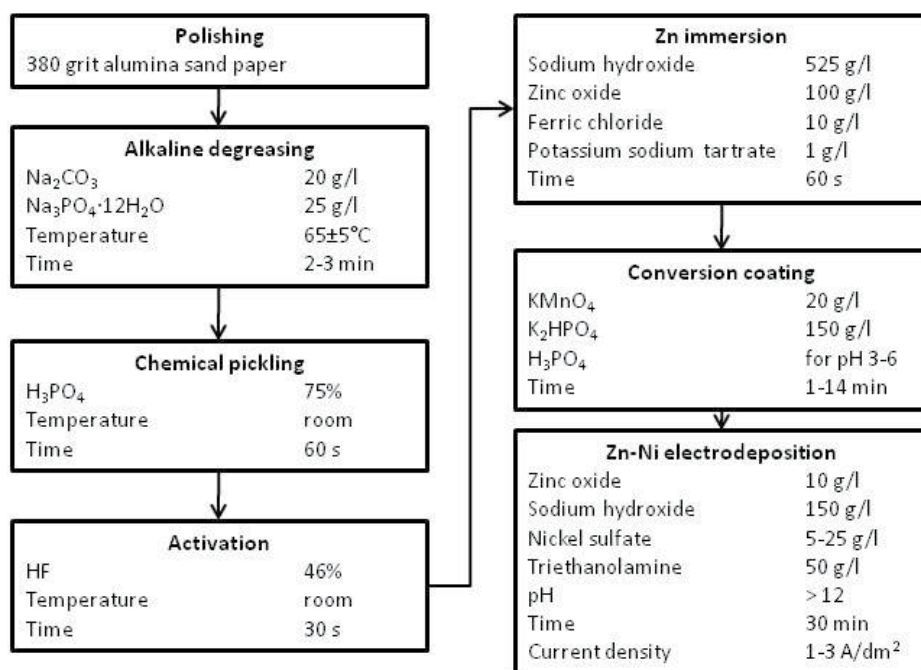 Polishing
380 grit alumina sand paper
Alkaline degreasing
Na₂CO₃ 20 g/l
Na₃PO₄·12H₂O 25 g/l
Temperature 65±5°C
Time 2-3 min
Chemical pickling
H₃PO₄ 75%
Temperature room
Time 60 s
Activation
HF 46%
Temperature room
Time 30 s
Zn immersion
Sodium hydroxide 525 g/l
Zinc oxide 100 g/l
Ferric chloride 10 g/l
Potassium sodium tartrate 1 g/l
Time 60 s
Conversion coating
KMnO₄ 20 g/l
K₂HPO₄ 150 g/l
H₃PO₄ for pH 3-6
Time 1-14 min
Zn-Ni electrodeposition
Zinc oxide 10 g/l
Sodium hydroxide 150 g/l
Nickel sulfate 5-25 g/l
Triethanolamine 50 g/l
pH >12
Time 30 min
Current density 1-3 A/dm²